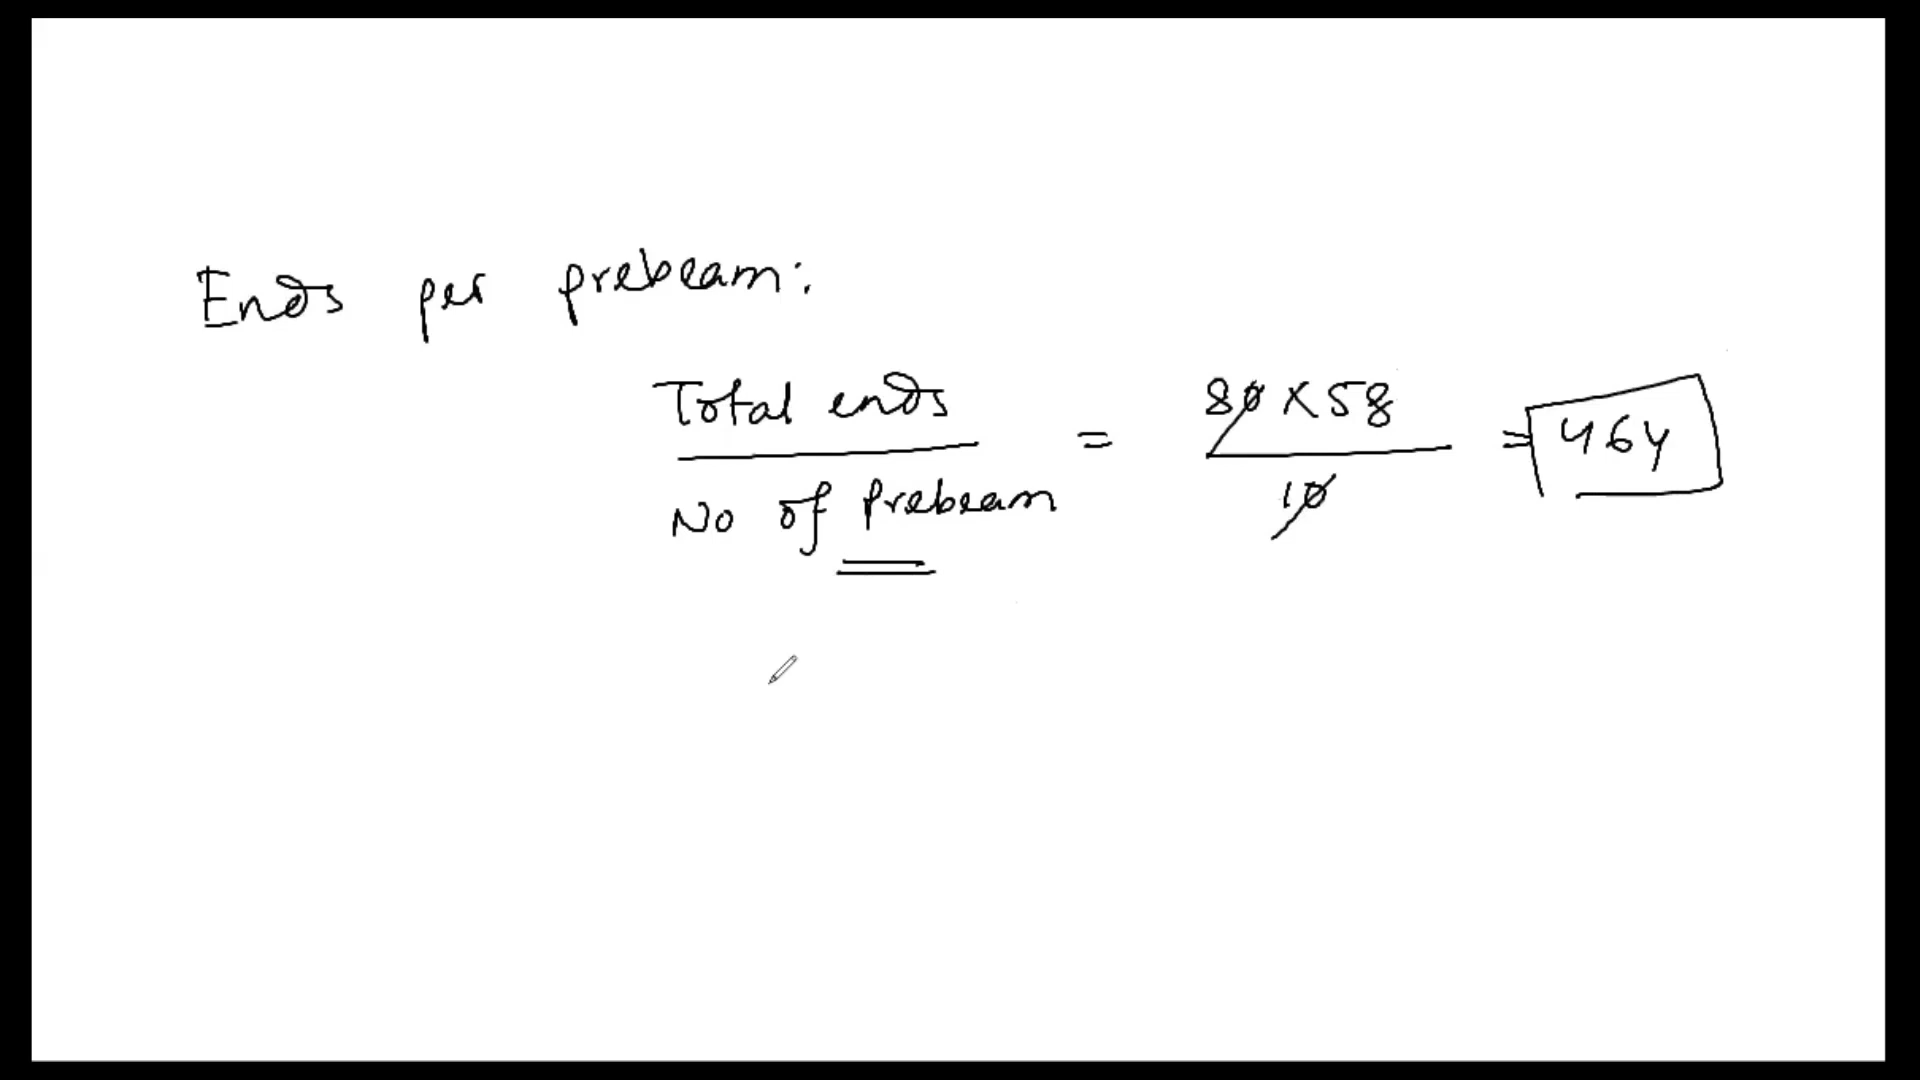 Ends per prebeam:
Total ends / No of prebeam = 80 X 58 / 10 = 464